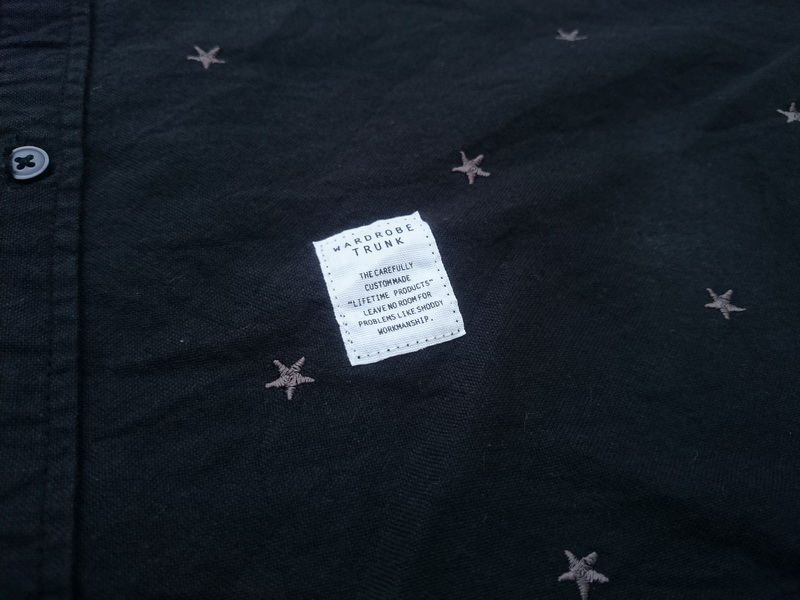 WARDROBE
TRUNK
THE CAREFULLY
CUSTOM MADE
"LIFETIME PRODUCTS"
LEAVE NO ROOM FOR
PROBLEMS LIKE SHODDY
WORKMANSHIP.